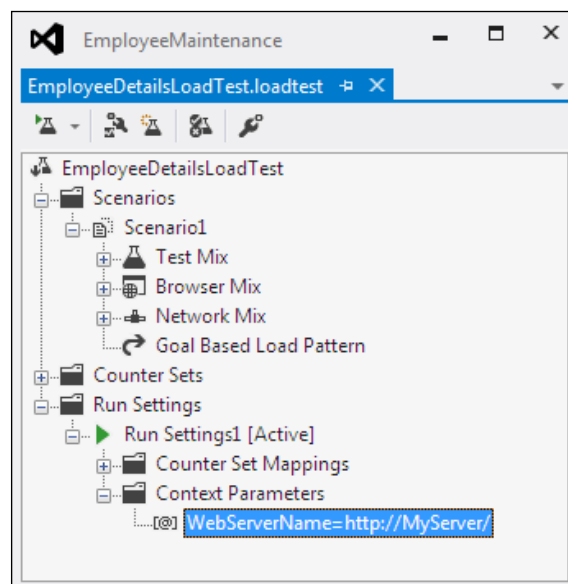 EmployeeMaintenance
EmployeeDetailsLoadTest.loadtest
EmployeeDetailsLoadTest
Scenarios
Scenario1
Test Mix
Browser Mix
Network Mix
Goal Based Load Pattern
Counter Sets
Run Settings
Run Settings1 [Active]
Counter Set Mappings
Context Parameters
[@] WebServerName=http://MyServer/